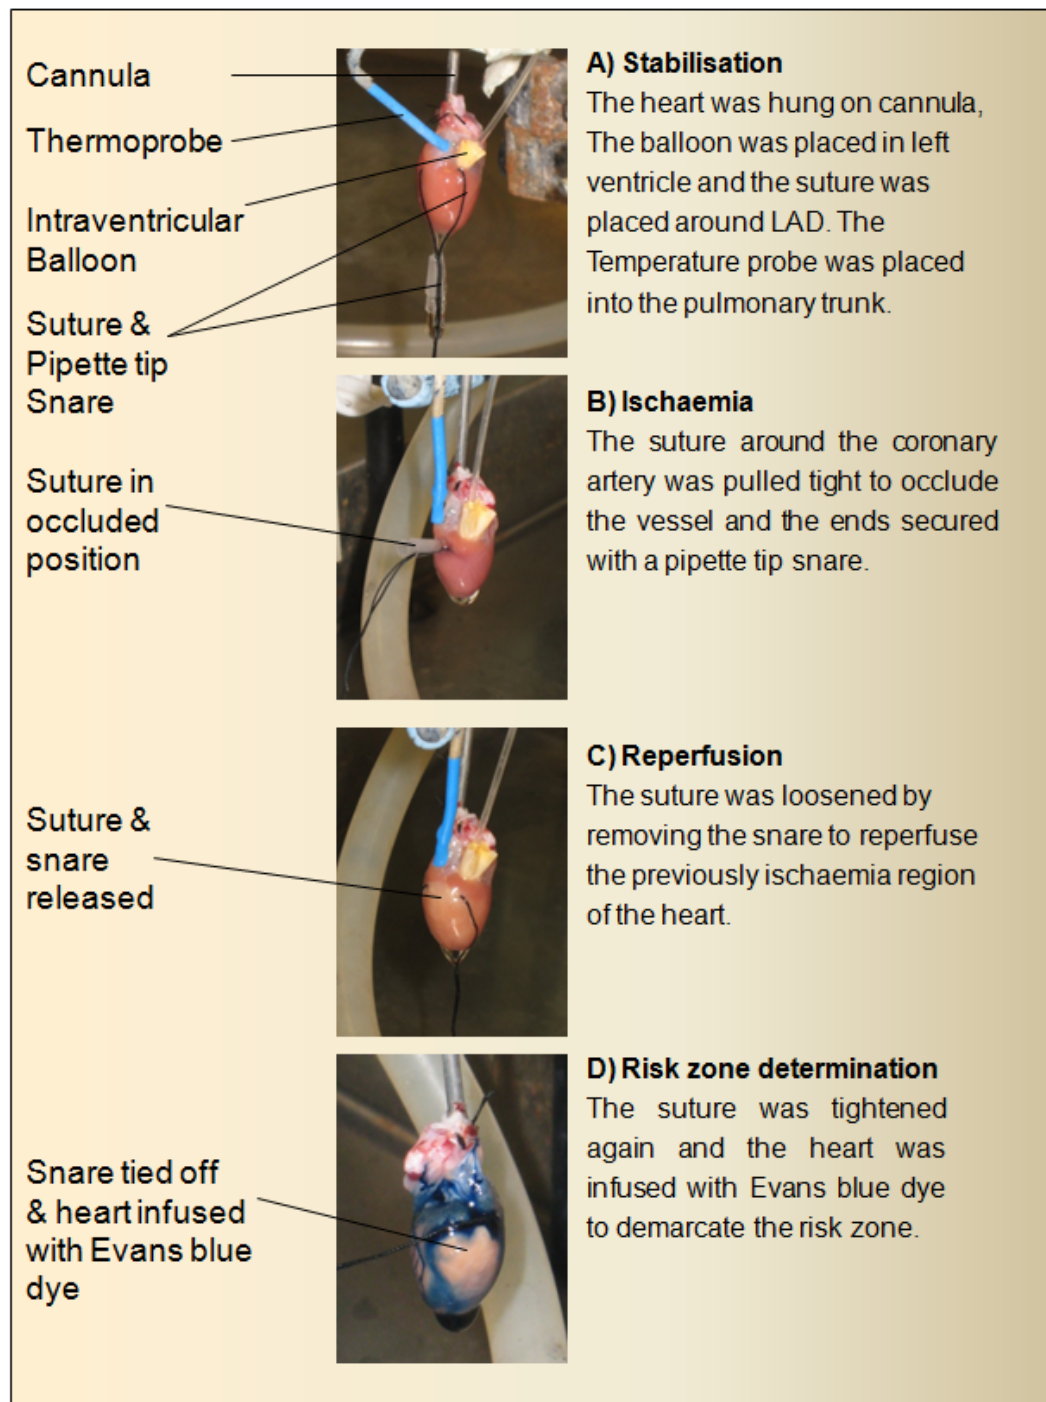 Cannula
Thermoprobe
Intraventricular
Balloon
Suture &
Pipette tip
Snare
A) Stabilisation
The heart was hung on cannula,
The balloon was placed in left
ventricle and the suture was
placed around LAD. The
Temperature probe was placed
into the pulmonary trunk.
Suture in
occluded
position
B) Ischaemia
The suture around the coronary
artery was pulled tight to occlude
the vessel and the ends secured
with a pipette tip snare.
Suture &
snare
released
C) Reperfusion
The suture was loosened by
removing the snare to reperfuse
the previously ischaemia region
of the heart.
Snare tied off
& heart infused
with Evans blue
dye
D) Risk zone determination
The suture was tightened
again and the heart was
infused with Evans blue dye
to demarcate the risk zone.